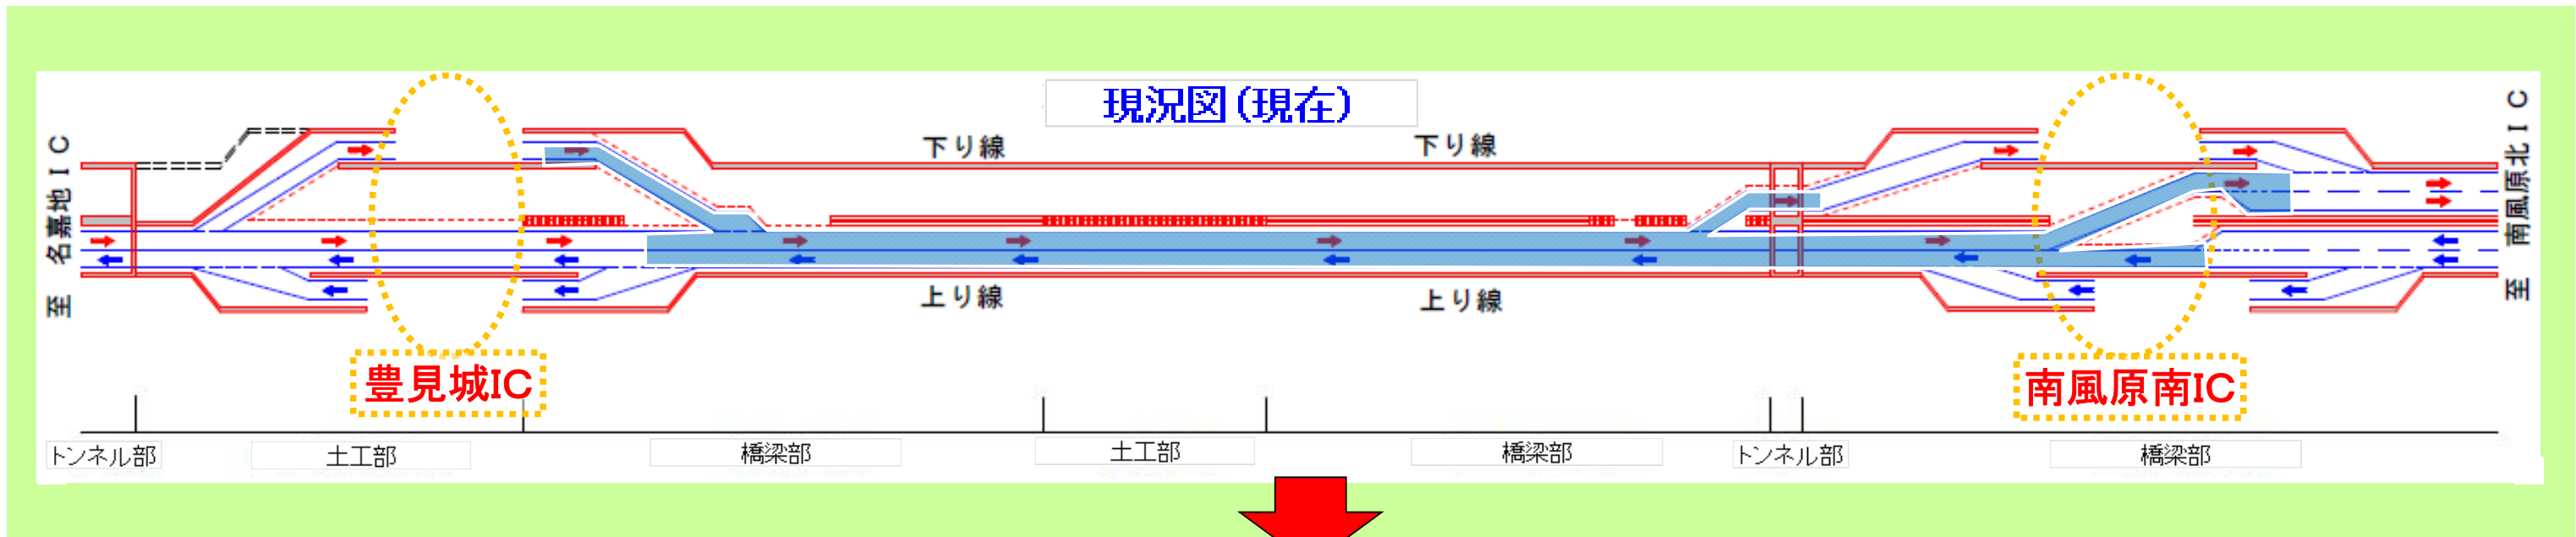 現況図(現在)
至 名嘉地IC
下り線
下り線
至 南風原北IC
上り線
上り線
豊見城IC
南風原南IC
トンネル部
土工部
橋梁部
土工部
橋梁部
トンネル部
橋梁部